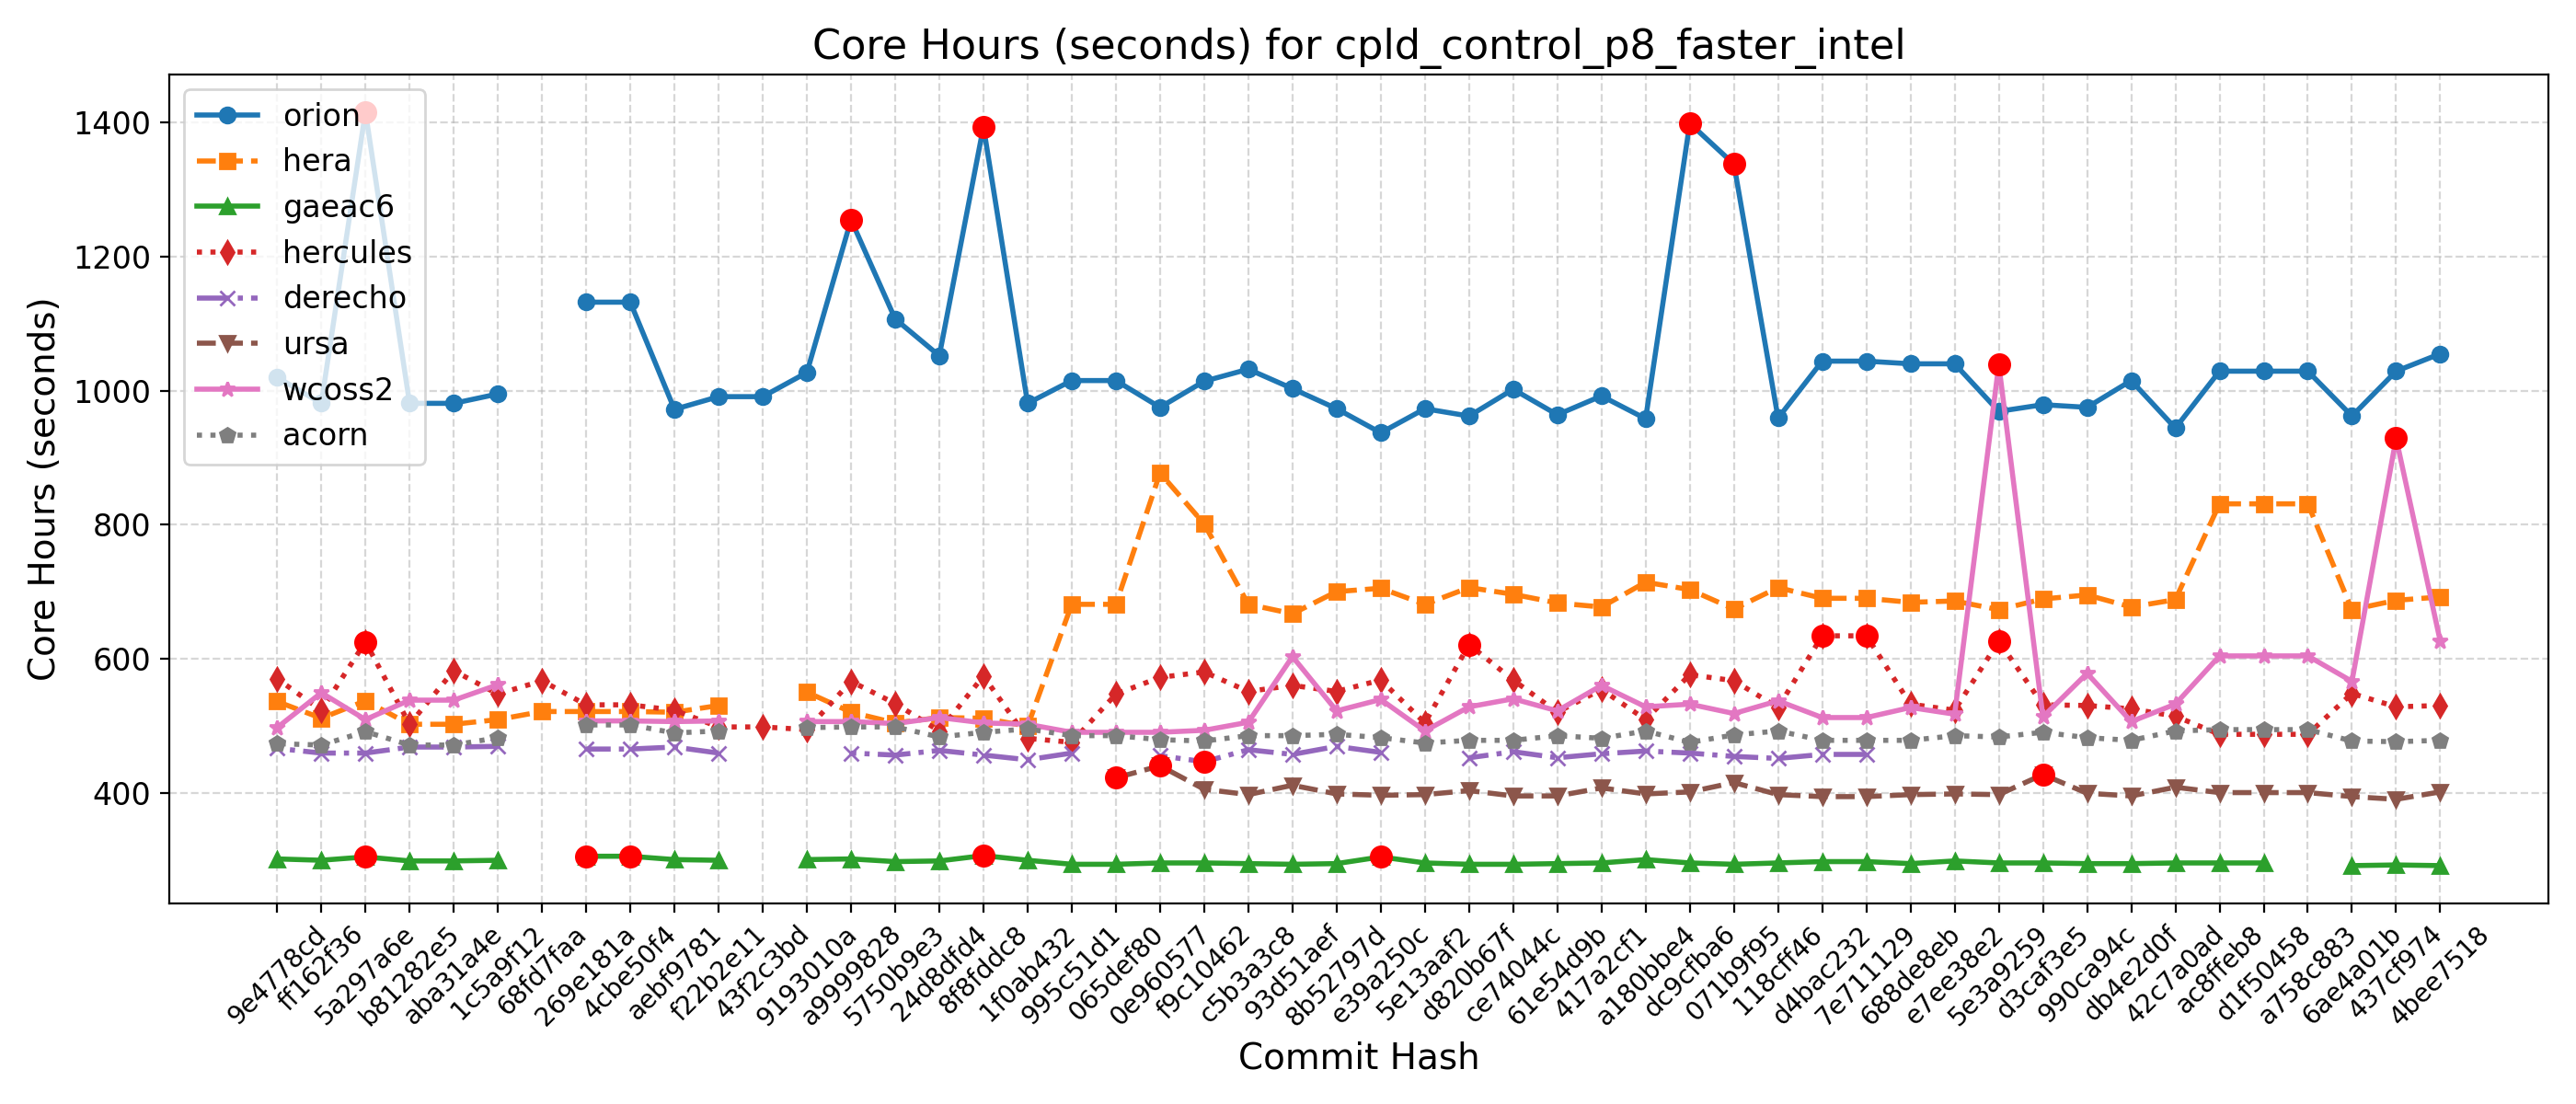 Core Hours (seconds) for cpld_control_p8_faster_intel
Core Hours (seconds)
1400
1200
1000
800
600
400
orion
hera
gaeac6
hercules
derecho
ursa
wcoss2
acorn
9e4778cd
ff162f36
5a297a6e
b81282e5
aba31a4e
1c5a9f12
68fd7faa
269e181a
4cbe50f4
aebf9781
f22b2e11
43f2c3bd
9193010a
a9999828
5750b9e3
24d8dfd4
8f8fddc8
1f0ab432
995c51d1
065def80
0e960577
f9c10462
c5b3a3c8
93d51aef
8b52797d
e39a250c
5e13aaf2
d820b67f
ce74044c
61e54d9b
417a2cf1
a180bbe4
dc9cfba6
071b9f95
118cff46
d4bac232
7e711129
688de8eb
e7ee38e2
5e3a9259
d3caf3e5
990ca94c
db4e2d0f
42c7a0ad
ac8ffeb8
d1f50458
a758c883
6ae4a01b
437cf974
4bee7518
Commit Hash